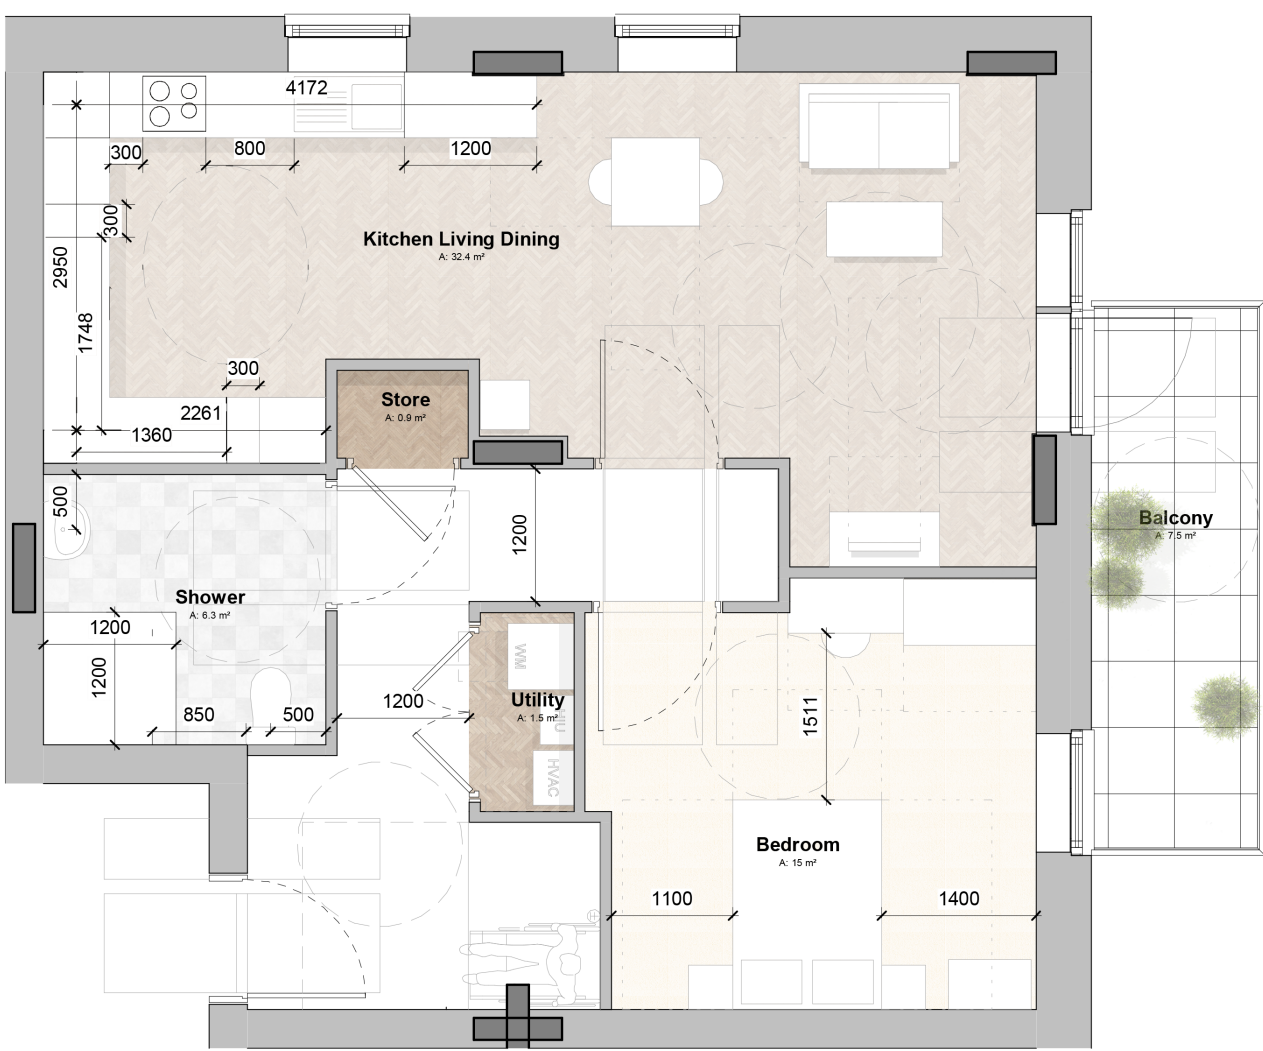 4172
300
800
1200
300
2950
Kitchen Living Dining
A: 32.4 m²
1748
300
Store
A: 0.9 m²
2261
1360
500
1200
Balcony
A: 7.5 m²
Shower
A: 6.3 m²
1200
1200
WM
Utility
A: 1.5 m²
HIU
1200
850
500
1511
HVAC
Bedroom
A: 15 m²
1100
1400